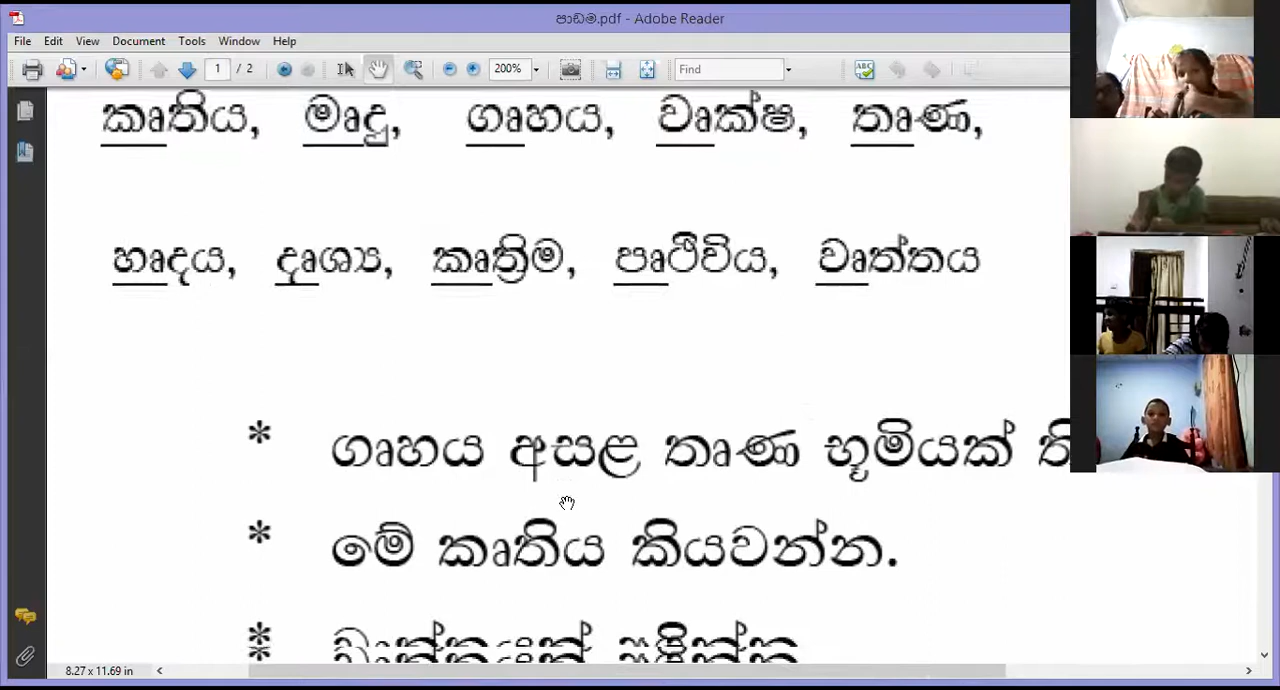 පාඩම.pdf - Adobe Reader
File Edit View Document Tools Window Help
1 / 2 200% Find
කෘතිය, මෘදු, ගෘහය, වෘක්ෂ, තෘණ,
හෘදය, දෘශ්‍ය, කෘත්‍රිම, පෘථිවිය, වෘත්තය
* ගෘහය අසළ තෘණ භූමියක්
* මේ කෘතිය කියවන්න.
*
*
8.27 x 11.69 in